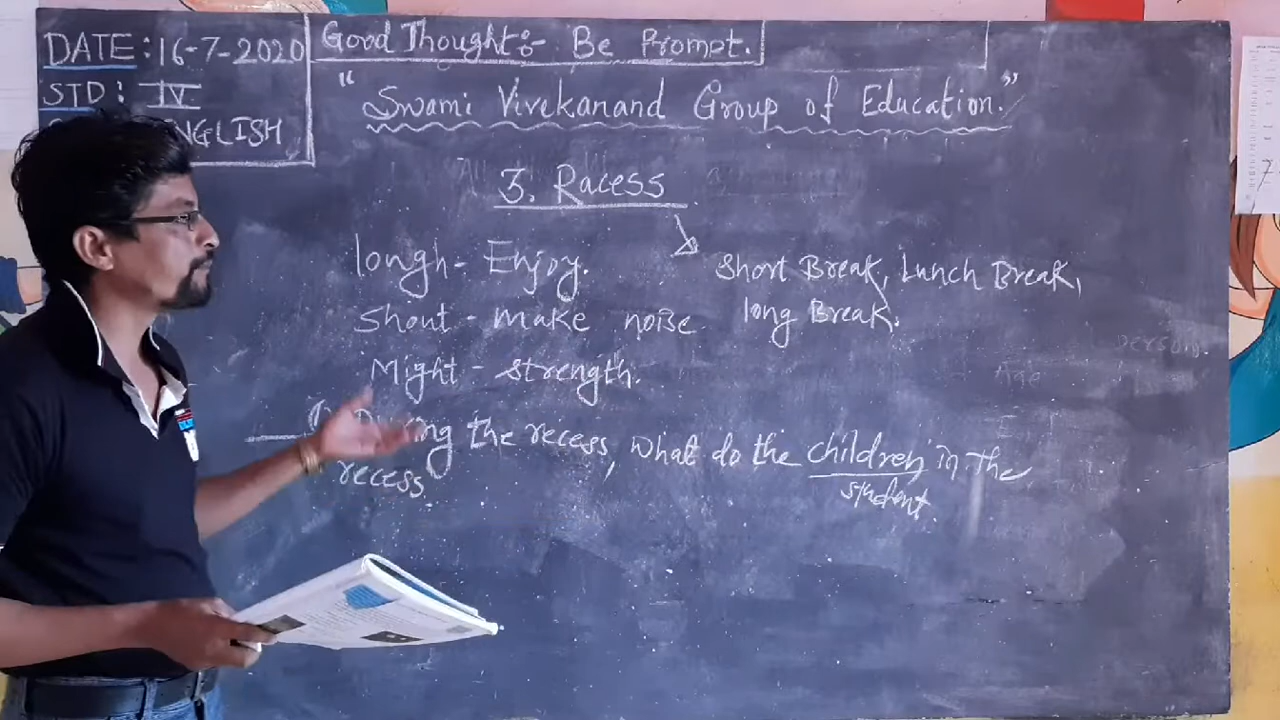 DATE: 16-7-2020
STD: IV
ENGLISH
Good Thought:- Be Prompt.
"Swami Vivekanand Group of Education."
3. Racess
Short Break, Lunch Break,
long Break.
longh - Enjoy.
Shout - make noise.
Might - strength.
During the recess, what do the children in the
student.
recess